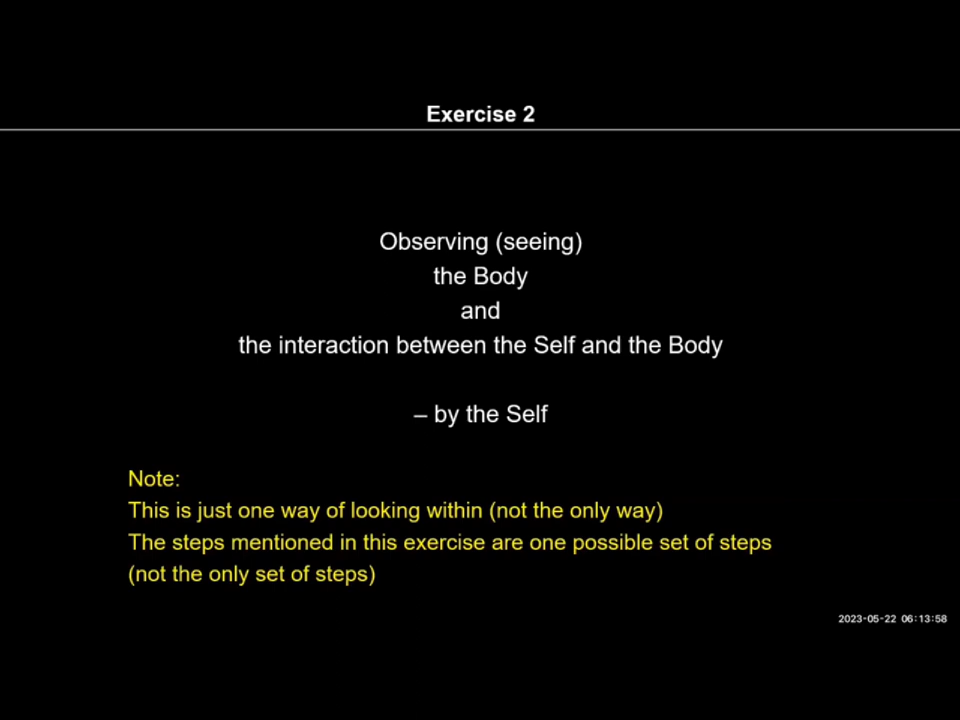 Exercise 2
Observing (seeing)
the Body
and
the interaction between the Self and the Body
– by the Self
Note:
This is just one way of looking within (not the only way)
The steps mentioned in this exercise are one possible set of steps
(not the only set of steps)
2023-05-22 06:13:58